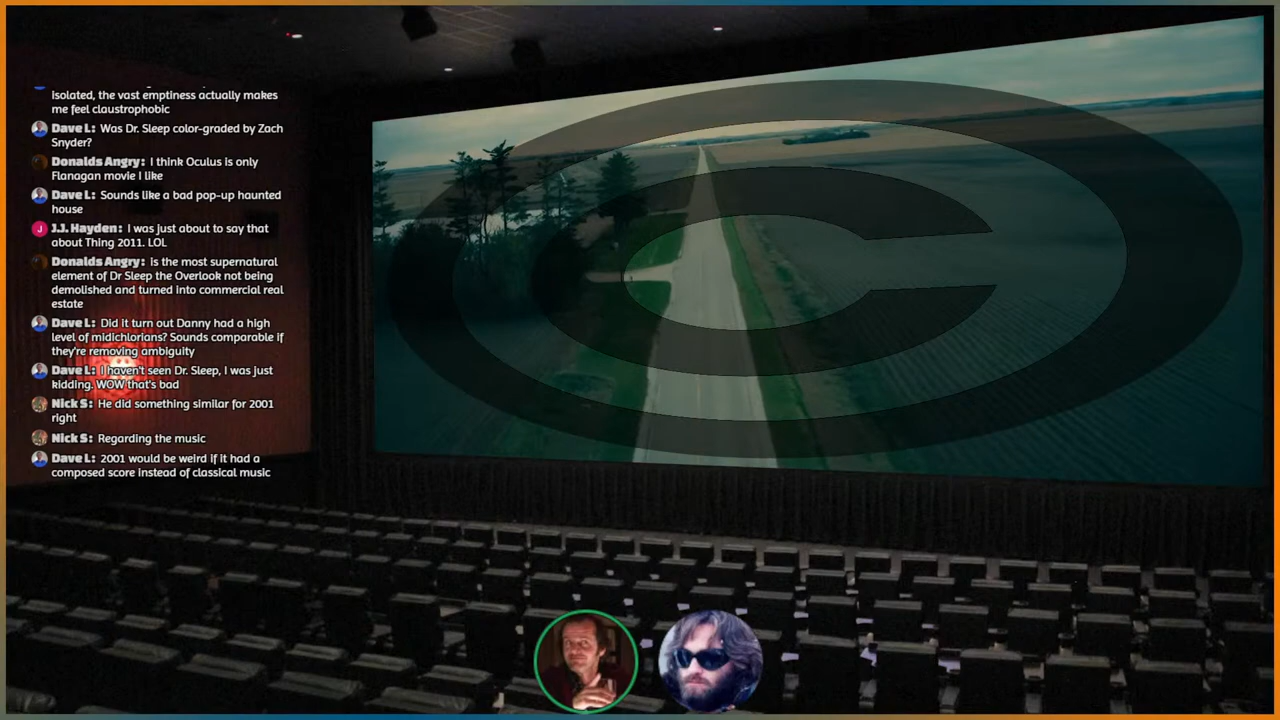 isolated, the vast emptiness actually makes
me feel claustrophobic
Dave L: Was Dr. Sleep color-graded by Zach
Snyder?
Donalds Angry: I think Oculus is only
Flanagan movie I like
Dave L: Sounds like a bad pop-up haunted
house
J J.J. Hayden: I was just about to say that
about Thing 2011. LOL
Donalds Angry: Is the most supernatural
element of Dr Sleep the Overlook not being
demolished and turned into commercial real
estate
Dave L: Did it turn out Danny had a high
level of midichlorians? Sounds comparable if
they're removing ambiguity
Dave L: I haven't seen Dr. Sleep, I was just
kidding. WOW that's bad
Nick S: He did something similar for 2001
right
Nick S: Regarding the music
Dave L: 2001 would be weird if it had a
composed score instead of classical music